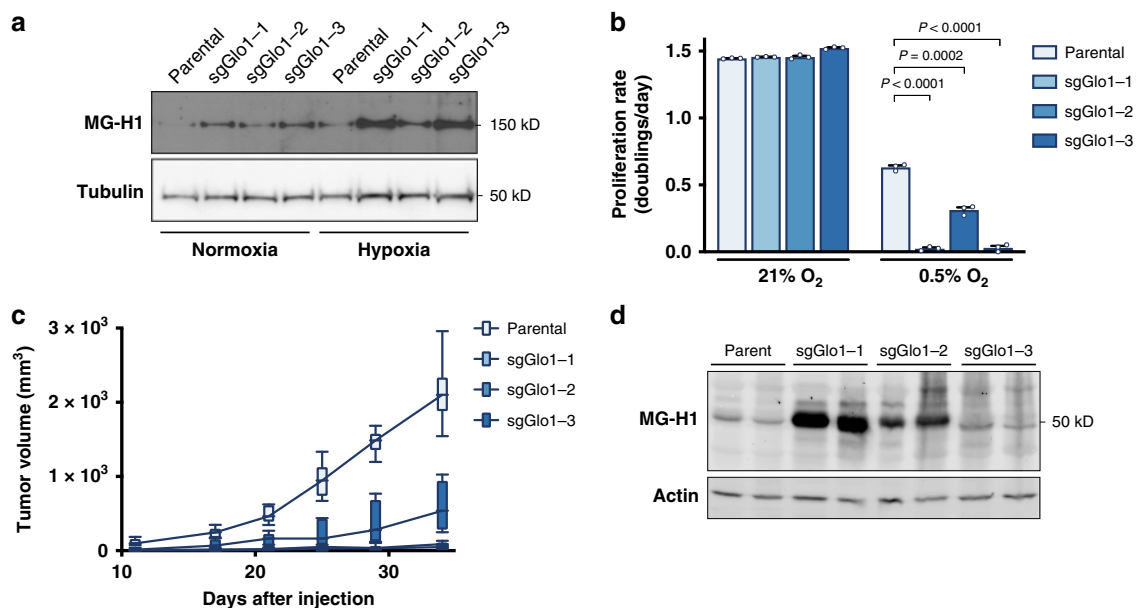 a
Parental
sgGlo1–1
sgGlo1–2
sgGlo1–3
Parental
sgGlo1–1
sgGlo1–2
sgGlo1–3
MG-H1
150 kD
Tubulin
50 kD
Normoxia
Hypoxia
b
P < 0.0001
P = 0.0002
P < 0.0001
1.5
1.0
0.5
0.0
Proliferation rate
(doublings/day)
21% O₂
0.5% O₂
Parental
sgGlo1–1
sgGlo1–2
sgGlo1–3
c
3 × 10³
2 × 10³
1 × 10³
0
Tumor volume (mm³)
10
20
30
Days after injection
Parental
sgGlo1–1
sgGlo1–2
sgGlo1–3
d
Parent
sgGlo1–1
sgGlo1–2
sgGlo1–3
MG-H1
50 kD
Actin